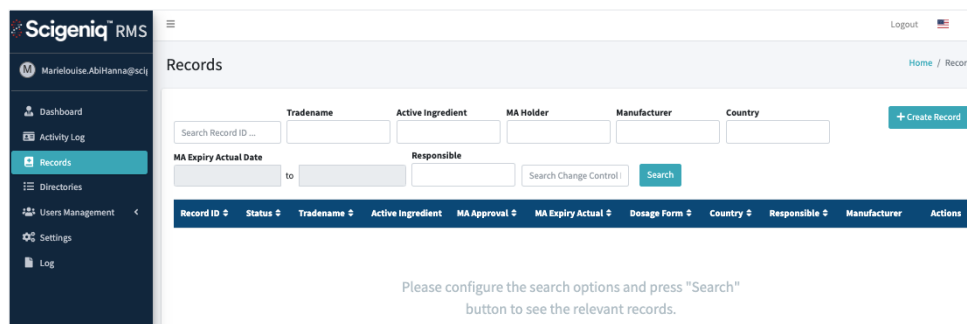 Scigeniq™ RMS
Logout
M Marielouise.AbiHanna@scig
Records
Home / Recor
Dashboard
Activity Log
Records
Directories
Users Management
Settings
Log
Tradename Active Ingredient MA Holder Manufacturer Country
Search Record ID ...
+ Create Record
MA Expiry Actual Date Responsible
to
Search Change Control
Search
Record ID Status Tradename Active Ingredient MA Approval MA Expiry Actual Dosage Form Country Responsible Manufacturer Actions
Please configure the search options and press "Search"
button to see the relevant records.